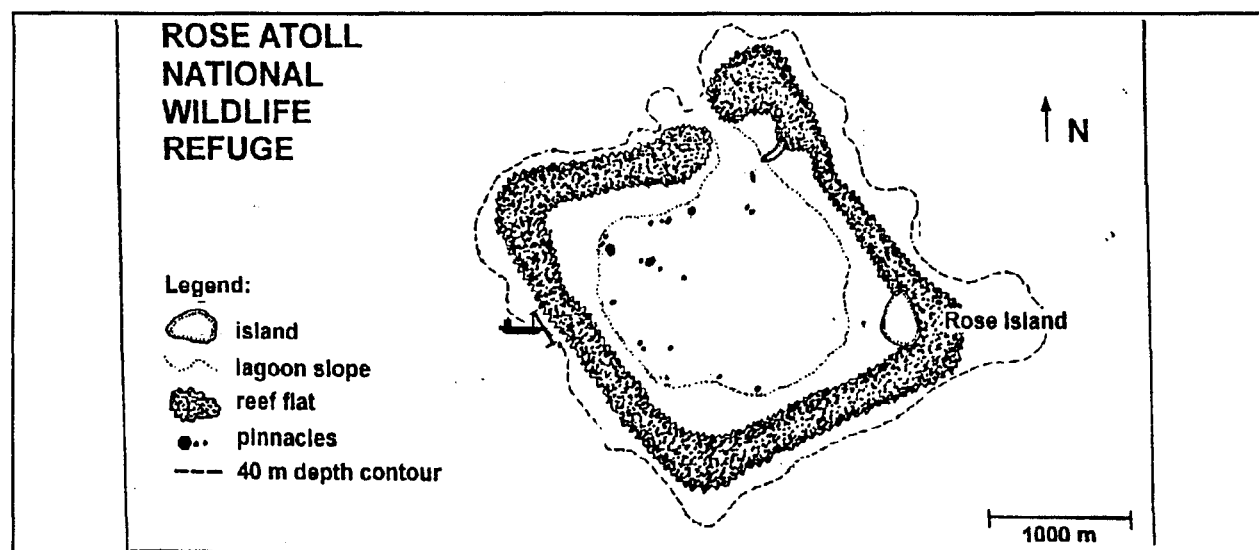 ROSE ATOLL
NATIONAL
WILDLIFE
REFUGE
N
Legend:
island
lagoon slope
reef flat
pinnacles
40 m depth contour
Rose Island
1000 m